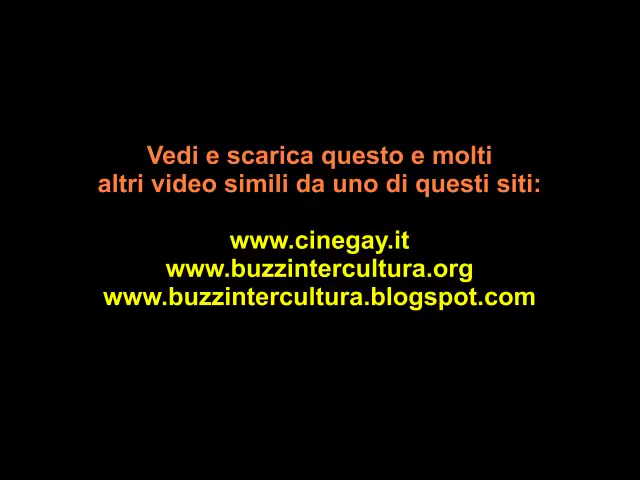 Vedi e scarica questo e molti
altri video simili da uno di questi siti:
www.cinegay.it
www.buzzintercultura.org
www.buzzintercultura.blogspot.com